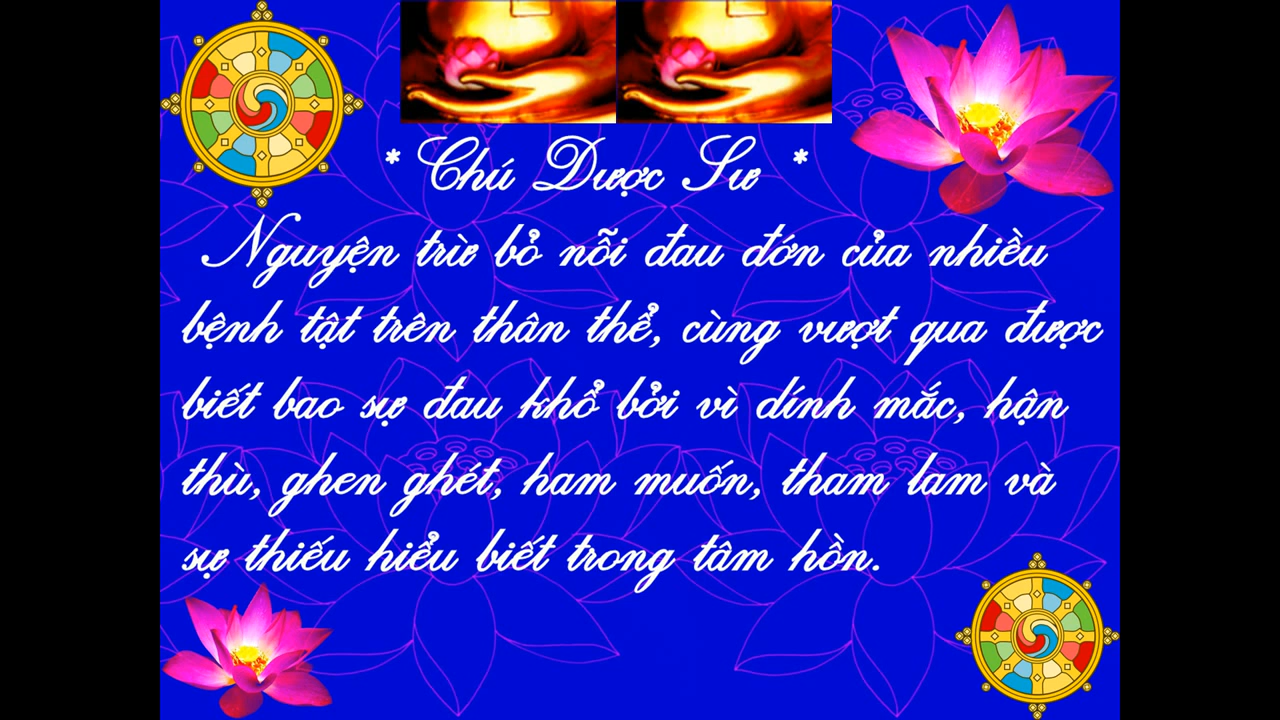 * Chú Dược Sư *
Nguyện trừ bỏ nỗi đau đớn của nhiều
bệnh tật trên thân thể, cùng vượt qua được
biết bao sự đau khổ bởi vì dính mắc, hận
thù, ghen ghét, ham muốn, tham lam và
sự thiếu hiểu biết trong tâm hồn.